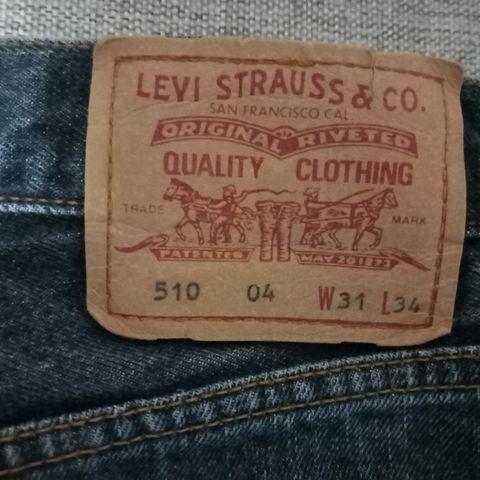 LEVI STRAUSS & CO.
SAN FRANCISCO CAL
ORIGINAL RIVETED
QUALITY CLOTHING
TRADE MARK
PATENTED MAY 20 1873
510 04 W31 L34